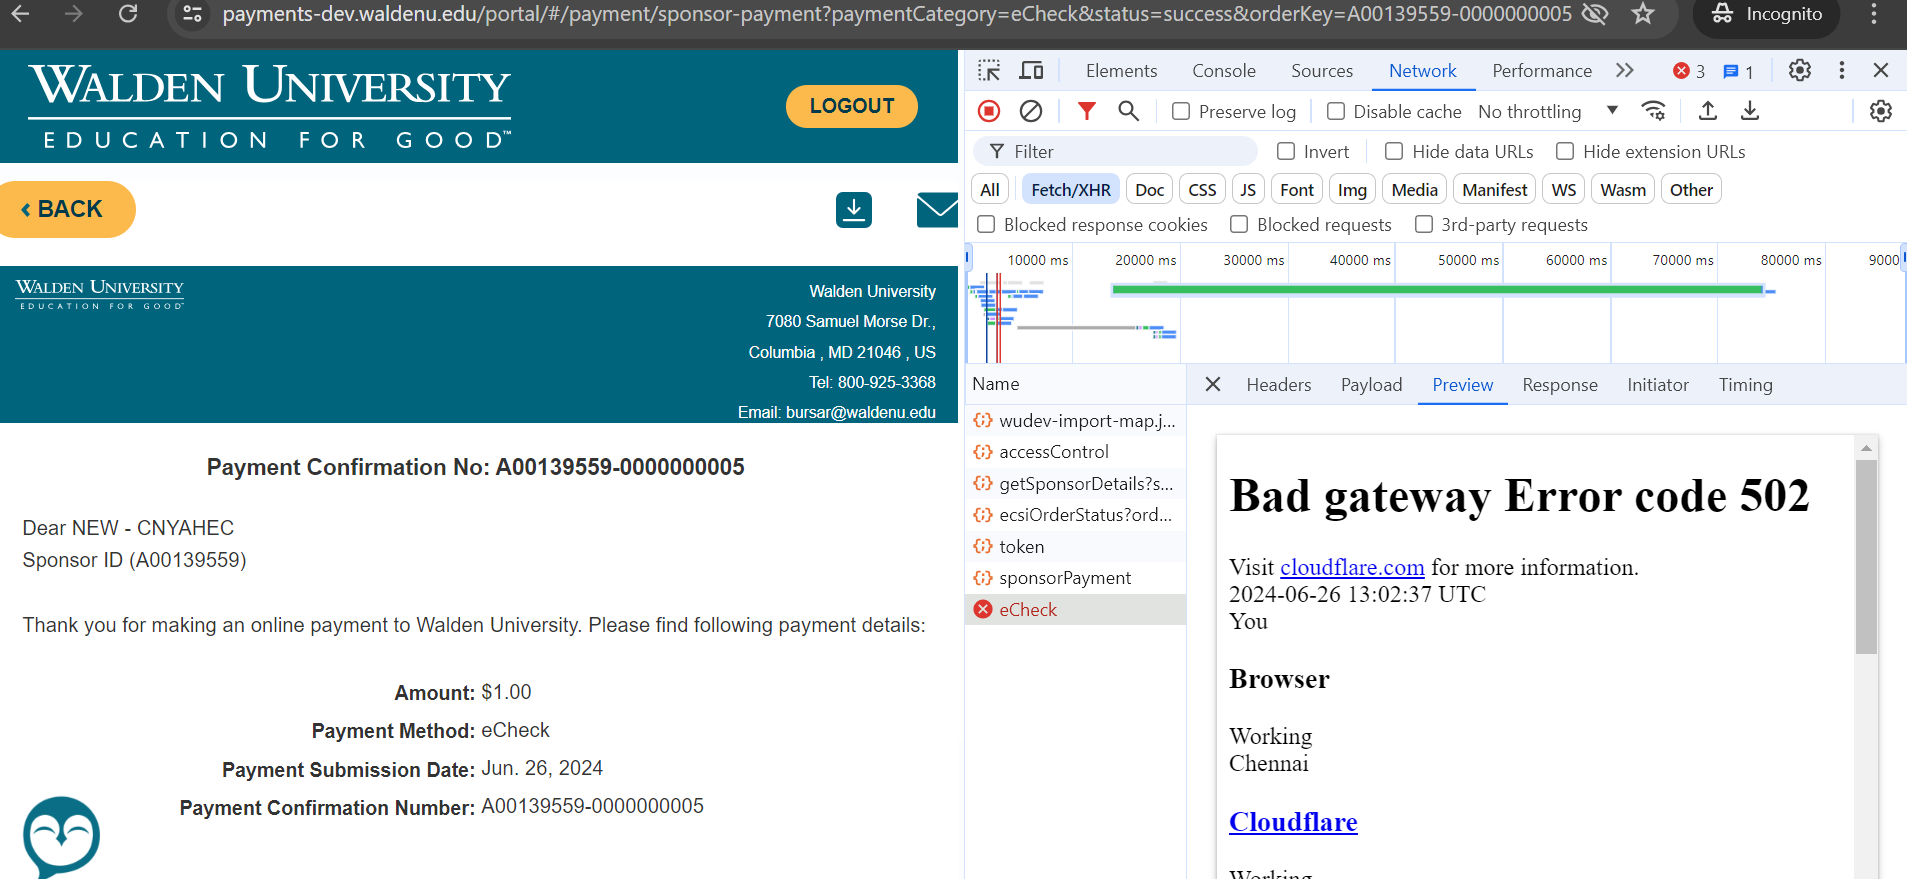 payments-dev.waldenu.edu/portal/#/payment/sponsor-payment?paymentCategory=eCheck&status=success&orderKey=A00139559-0000000005
Incognito
WALDEN UNIVERSITY
EDUCATION FOR GOOD™
LOGOUT
‹ BACK
WALDEN UNIVERSITY
EDUCATION FOR GOOD
Walden University
7080 Samuel Morse Dr.,
Columbia , MD 21046 , US
Tel: 800-925-3368
Email: bursar@waldenu.edu
Payment Confirmation No: A00139559-0000000005
Dear NEW - CNYAHEC
Sponsor ID (A00139559)
Thank you for making an online payment to Walden University. Please find following payment details:
Amount: $1.00
Payment Method: eCheck
Payment Submission Date: Jun. 26, 2024
Payment Confirmation Number: A00139559-0000000005
Elements Console Sources Network Performance 3 1
Preserve log Disable cache No throttling
Filter Invert Hide data URLs Hide extension URLs
All Fetch/XHR Doc CSS JS Font Img Media Manifest WS Wasm Other
Blocked response cookies Blocked requests 3rd-party requests
10000 ms 20000 ms 30000 ms 40000 ms 50000 ms 60000 ms 70000 ms 80000 ms 9000
Name
wudev-import-map.j...
accessControl
getSponsorDetails?s...
ecsiOrderStatus?ord...
token
sponsorPayment
eCheck
Headers Payload Preview Response Initiator Timing
Bad gateway Error code 502
Visit cloudflare.com for more information.
2024-06-26 13:02:37 UTC
You
Browser
Working
Chennai
Cloudflare
Working